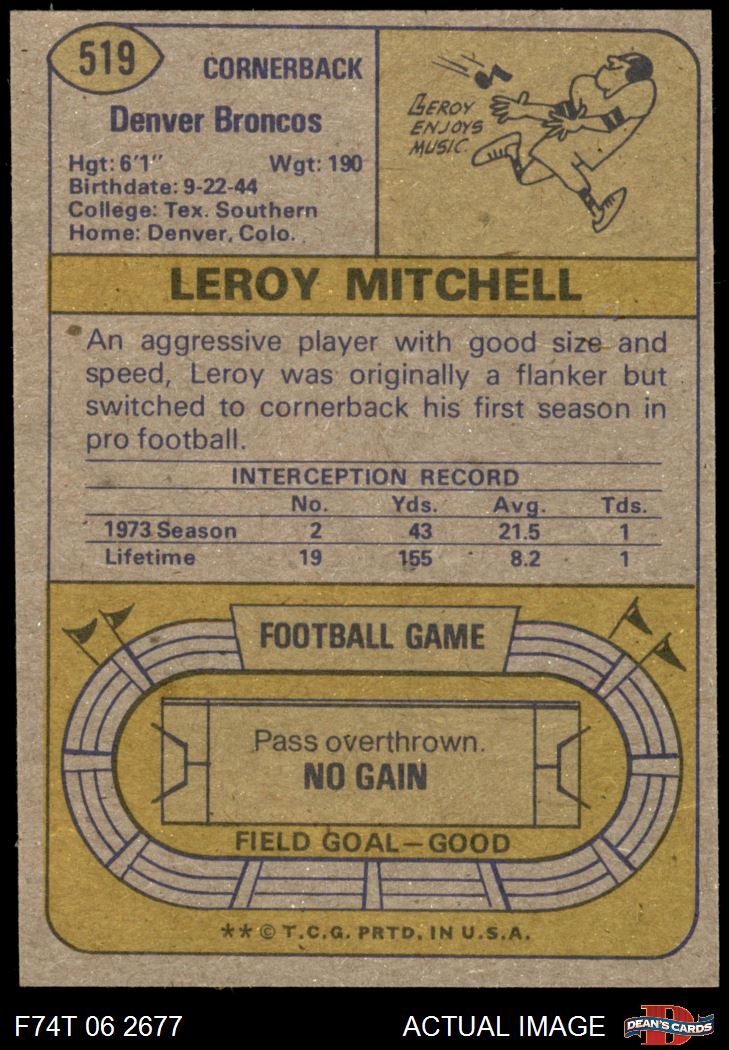 519
CORNERBACK
Denver Broncos
Hgt: 6'1" Wgt: 190
Birthdate: 9-22-44
College: Tex. Southern
Home: Denver, Colo.
LEROY
ENJOYS
MUSIC.
LEROY MITCHELL
An aggressive player with good size and
speed, Leroy was originally a flanker but
switched to cornerback his first season in
pro football.
INTERCEPTION RECORD
No. Yds. Avg. Tds.
1973 Season 2 43 21.5 1
Lifetime 19 155 8.2 1
FOOTBALL GAME
Pass overthrown.
NO GAIN
FIELD GOAL—GOOD
** © T.C.G. PRTD. IN U.S.A.
F74T 06 2677 ACTUAL IMAGE
D
DEAN'S CARDS